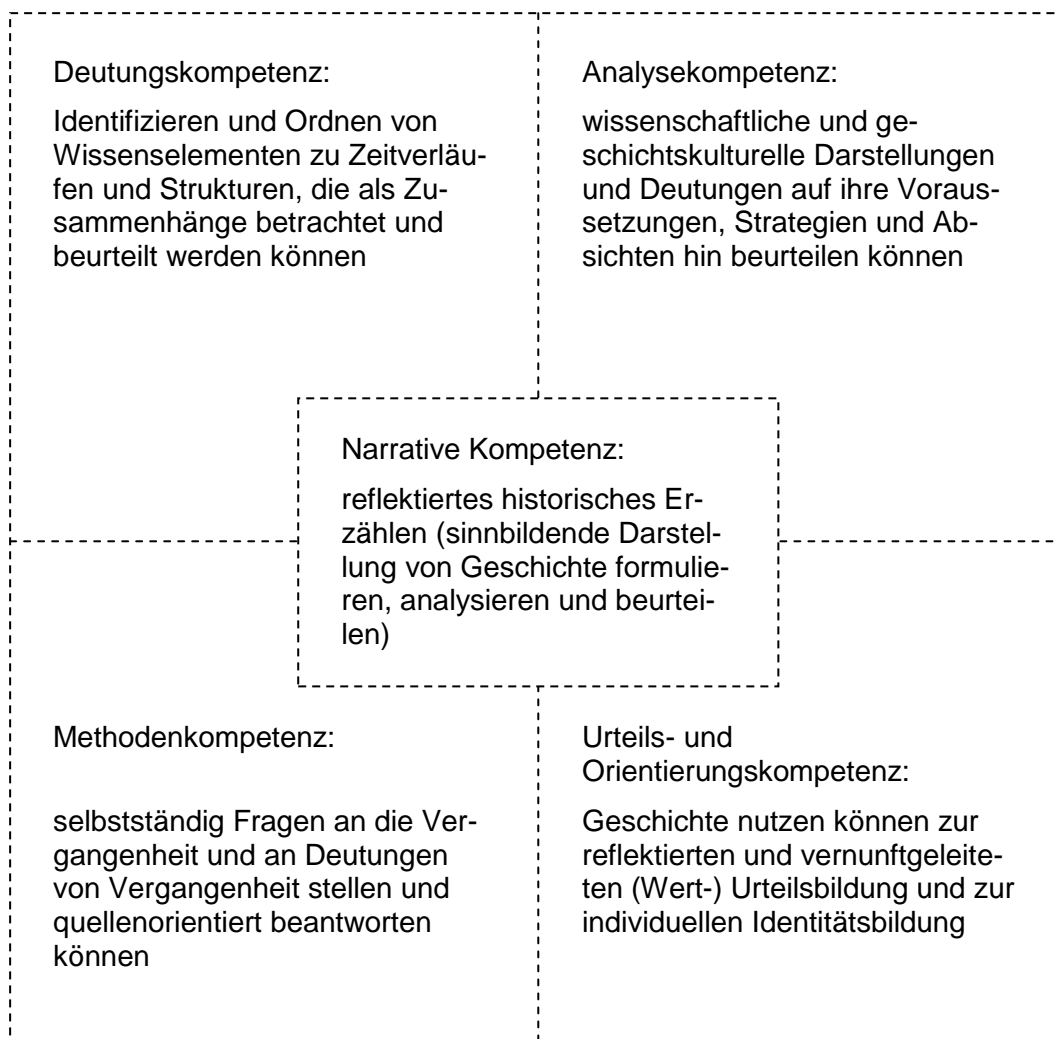 Deutungskompetenz:
Identifizieren und Ordnen von
Wissenselementen zu Zeitverläu-
fen und Strukturen, die als Zu-
sammenhänge betrachtet und
beurteilt werden können
Analysekompetenz:
wissenschaftliche und ge-
schichtskulturelle Darstellungen
und Deutungen auf ihre Voraus-
setzungen, Strategien und Ab-
sichten hin beurteilen können
Narrative Kompetenz:
reflektiertes historisches Er-
zählen (sinnbildende Darstel-
lung von Geschichte formulie-
ren, analysieren und beurtei-
len)
Methodenkompetenz:
selbstständig Fragen an die Ver-
gangenheit und an Deutungen
von Vergangenheit stellen und
quellenorientiert beantworten
können
Urteils- und
Orientierungskompetenz:
Geschichte nutzen können zur
reflektierten und vernunftgeleite-
ten (Wert-) Urteilsbildung und zur
individuellen Identitätsbildung